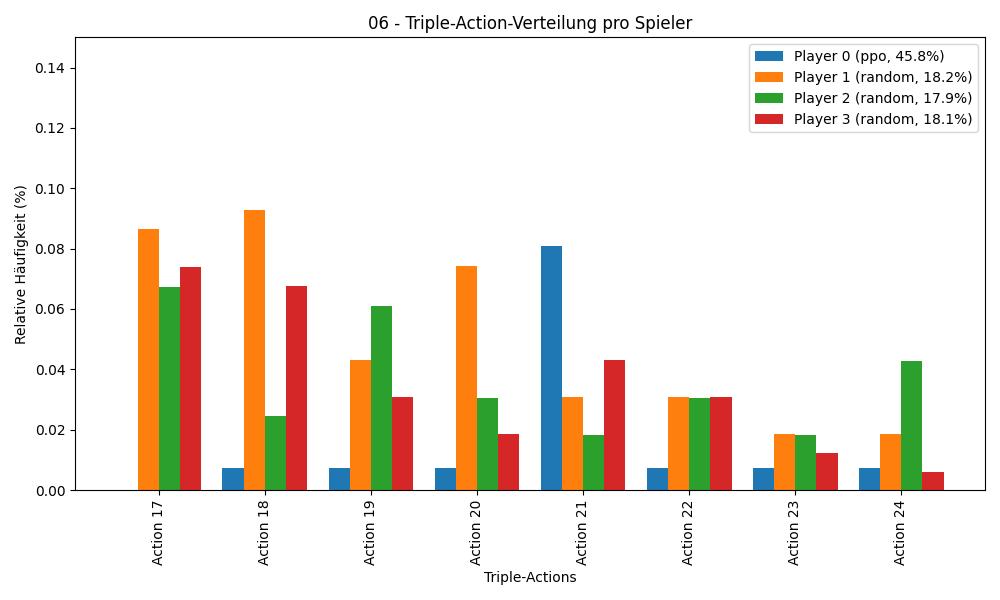 06 - Triple-Action-Verteilung pro Spieler
Player 0 (ppo, 45.8%)
Player 1 (random, 18.2%)
Player 2 (random, 17.9%)
Player 3 (random, 18.1%)
Relative Häufigkeit (%)
0.14
0.12
0.10
0.08
0.06
0.04
0.02
0.00
Action 17
Action 18
Action 19
Action 20
Action 21
Action 22
Action 23
Action 24
Triple-Actions